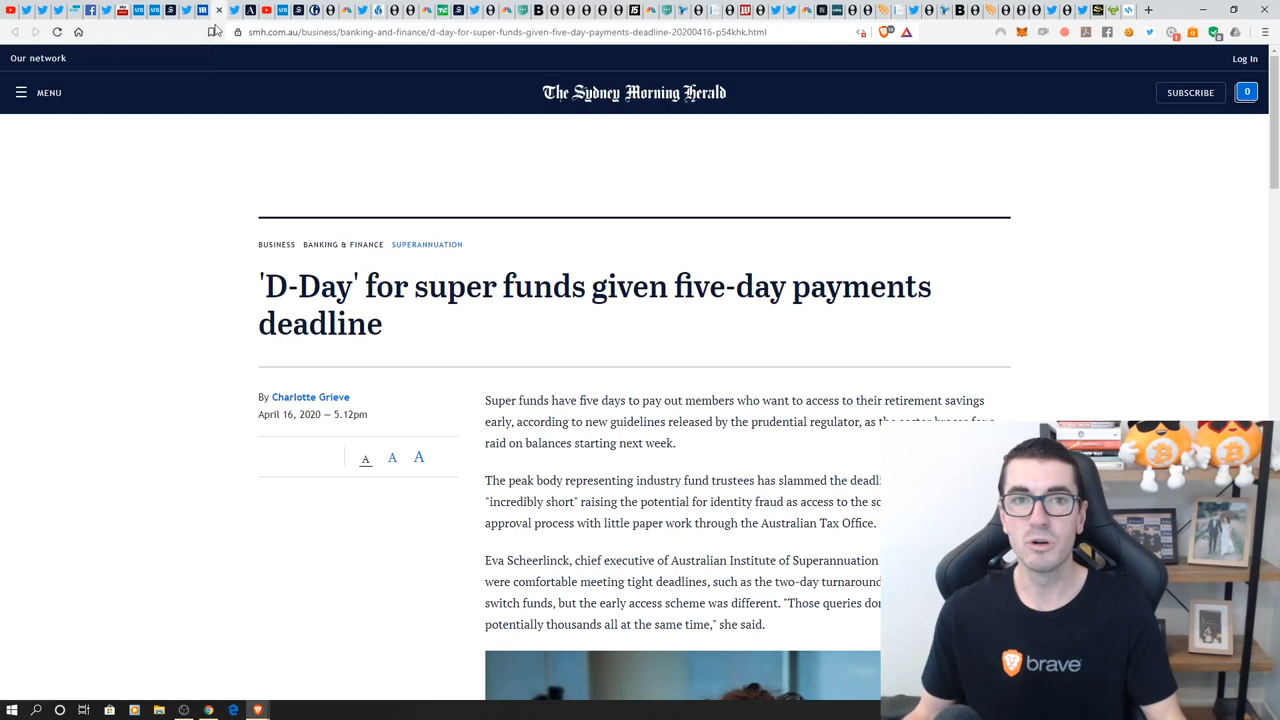 smh.com.au/business/banking-and-finance/d-day-for-super-funds-given-five-day-payments-deadline-20200416-p54khk.html
Our network
Log In
MENU
The Sydney Morning Herald
SUBSCRIBE
0
BUSINESS BANKING & FINANCE SUPERANNUATION
'D-Day' for super funds given five-day payments
deadline
By Charlotte Grieve
April 16, 2020 — 5.12pm
A A A
Super funds have five days to pay out members who want to access to their retirement savings
early, according to new guidelines released by the prudential regulator, as the
raid on balances starting next week.
The peak body representing industry fund trustees has slammed the
"incredibly short" raising the potential for identity fraud as access to the
approval process with little paper work through the Australian Tax Office.
Eva Scheerlinck, chief executive of Australian Institute of Superannuation
were comfortable meeting tight deadlines, such as the two-day turnaround
switch funds, but the early access scheme was different. "Those queries
potentially thousands all at the same time," she said.
brave